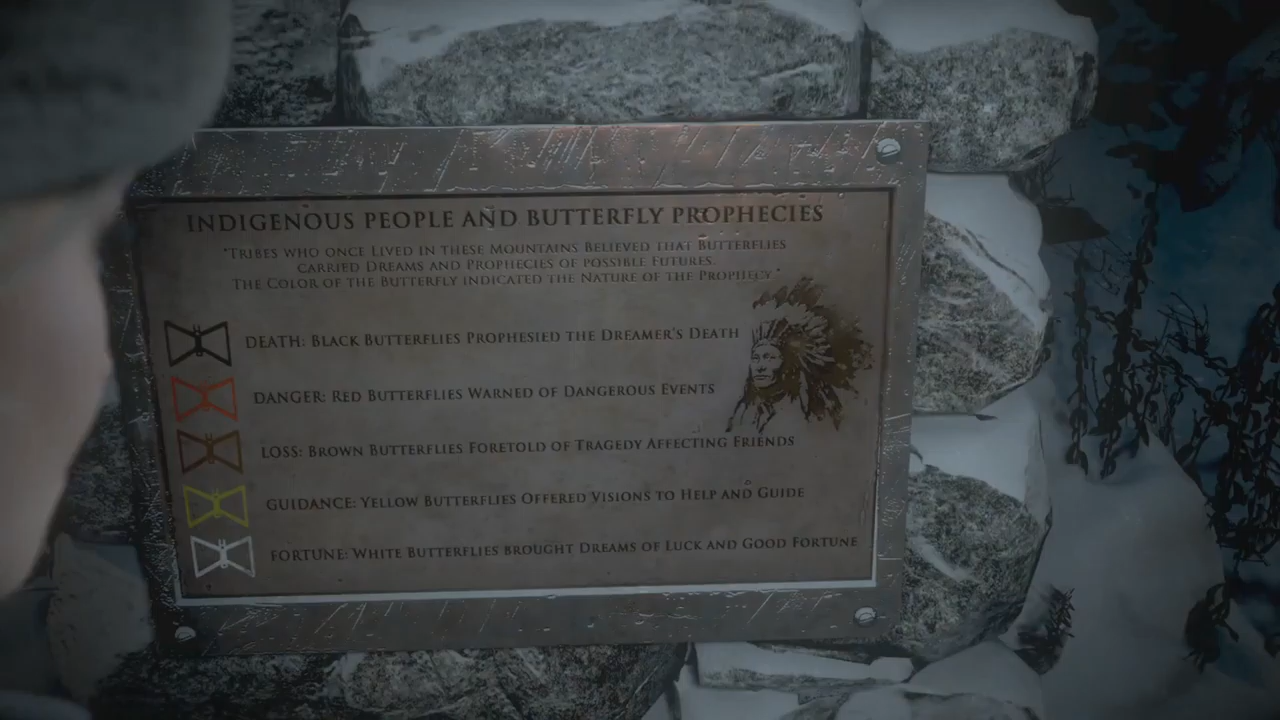 INDIGENOUS PEOPLE AND BUTTERFLY PROPHECIES
"TRIBES WHO ONCE LIVED IN THESE MOUNTAINS BELIEVED THAT BUTTERFLIES
CARRIED DREAMS AND PROPHECIES OF POSSIBLE FUTURES.
THE COLOR OF THE BUTTERFLY INDICATED THE NATURE OF THE PROPHECY."
DEATH: BLACK BUTTERFLIES PROPHESIED THE DREAMER'S DEATH
DANGER: RED BUTTERFLIES WARNED OF DANGEROUS EVENTS
LOSS: BROWN BUTTERFLIES FORETOLD OF TRAGEDY AFFECTING FRIENDS
GUIDANCE: YELLOW BUTTERFLIES OFFERED VISIONS TO HELP AND GUIDE
FORTUNE: WHITE BUTTERFLIES BROUGHT DREAMS OF LUCK AND GOOD FORTUNE